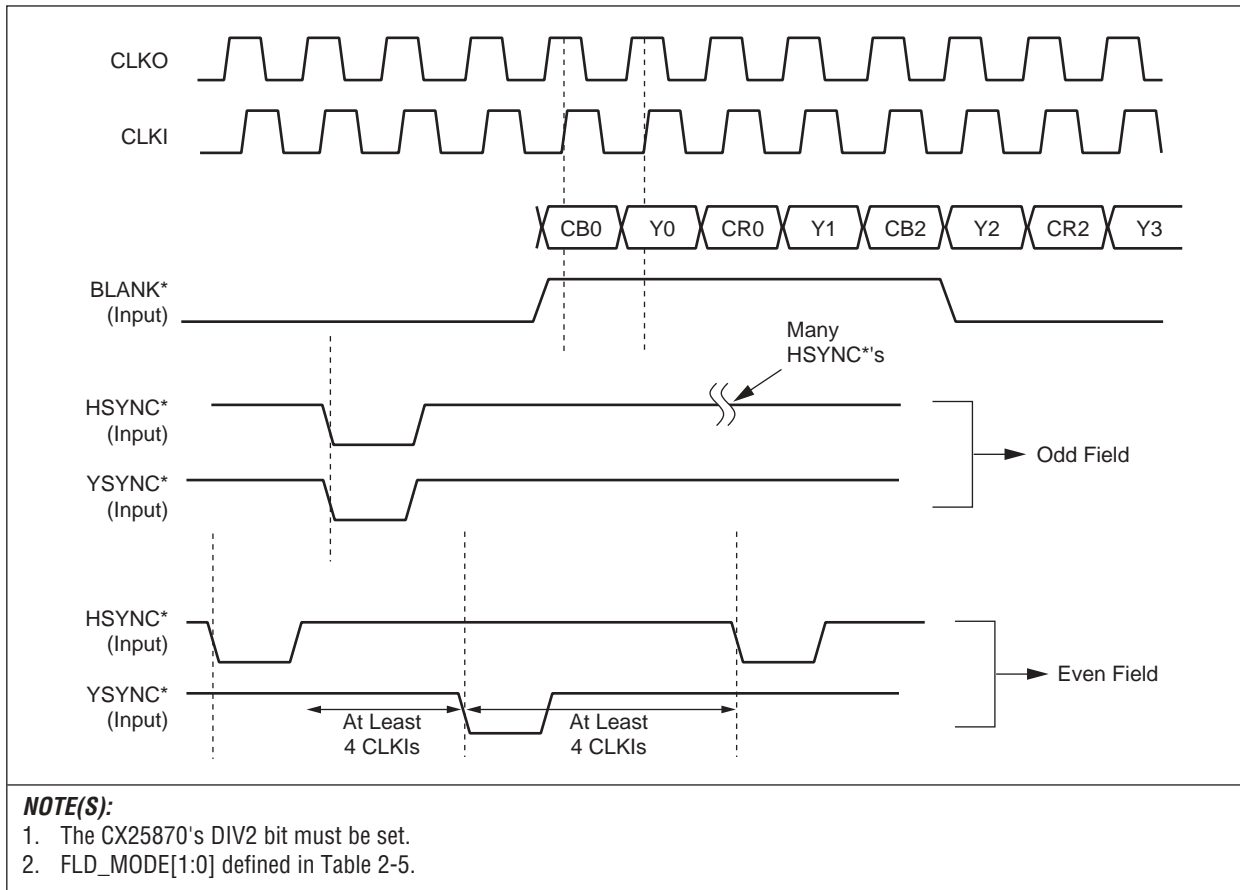 CLKO
CLKI
CB0 Y0 CR0 Y1 CB2 Y2 CR2 Y3
BLANK*
(Input)
Many
HSYNC*'s
HSYNC*
(Input)
Odd Field
YSYNC*
(Input)
HSYNC*
(Input)
Even Field
YSYNC*
(Input)
At Least
4 CLKIs
At Least
4 CLKIs
NOTE(S):
1. The CX25870's DIV2 bit must be set.
2. FLD_MODE[1:0] defined in Table 2-5.